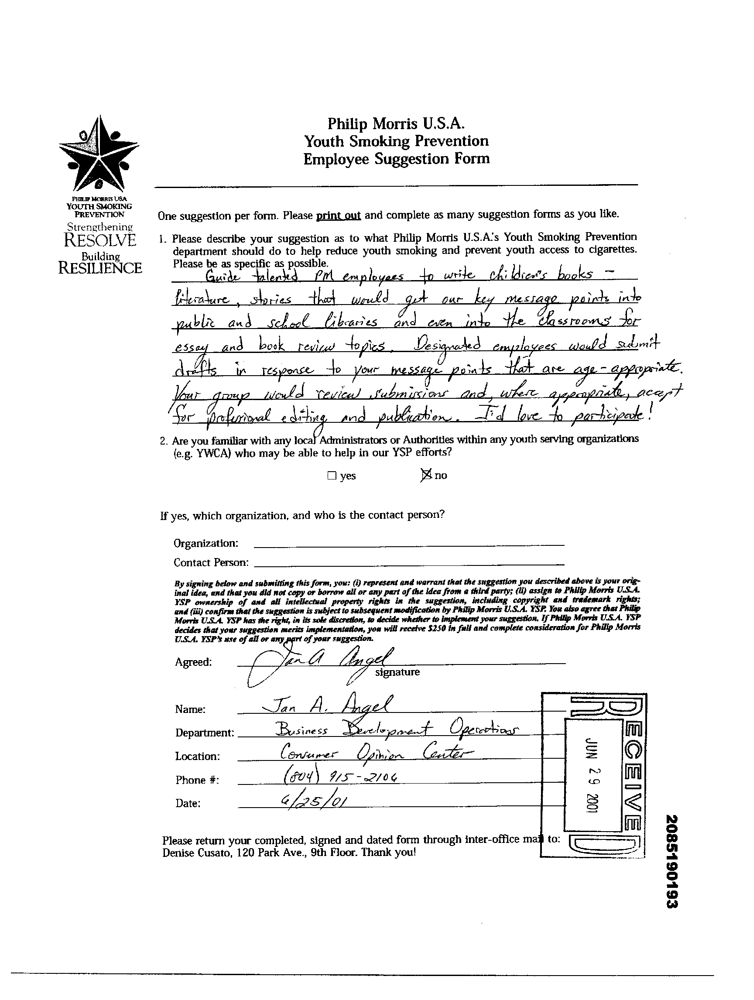 Philip Morris U.S.A.
Youth Smoking Prevention
Employee Suggestion Form
PHILIP MORRIS USA
YOUTH SMOKING
PREVENTION
Strengthening
RESOLVE
Building
RESILIENCE
One suggestion per form. Please print out and complete as many suggestion forms as you like.
1. Please describe your suggestion as to what Philip Morris U.S.A.'s Youth Smoking Prevention
department should do to help reduce youth smoking and prevent youth access to cigarettes.
Please be as specific as possible.
Guide talented PM employees to write children's books –
literature, stories that would get our key message points into
public and school libraries and even into the classrooms for
essay and book review topics. Designated employees would submit
drafts in response to your message points that are age-appropriate.
Your group would review submissions and, where appropriate, accept
for professional editing and publication. I'd love to participate!
2. Are you familiar with any local Administrators or Authorities within any youth serving organizations
(e.g. YWCA) who may be able to help in our YSP efforts?
☐ yes ☒ no
If yes, which organization, and who is the contact person?
Organization:
Contact Person:
By signing below and submitting this form, you: (i) represent and warrant that the suggestion you described above is your orig-
inal idea, and that you did not copy or borrow all or any part of the idea from a third party; (ii) assign to Philip Morris U.S.A.
YSP ownership of and all intellectual property rights in the suggestion, including copyright and trademark rights;
and (iii) confirm that the suggestion is subject to subsequent modification by Philip Morris U.S.A. YSP. You also agree that Philip
Morris U.S.A. YSP has the right, in its sole discretion, to decide whether to implement your suggestion. If Philip Morris U.S.A. YSP
decides that your suggestion merits implementation, you will receive $250 in full and complete consideration for Philip Morris
U.S.A. YSP's use of all or any part of your suggestion.
Agreed: Jan A Angel
signature
Name: Jan A. Angel
Department: Business Development Operations
Location: Consumer Opinion Center
Phone #: (804) 915-2106
Date: 6/25/01
RECEIVED
JUN 29 2001
Please return your completed, signed and dated form through inter-office mail to:
Denise Cusato, 120 Park Ave., 9th Floor. Thank you!
2085190193